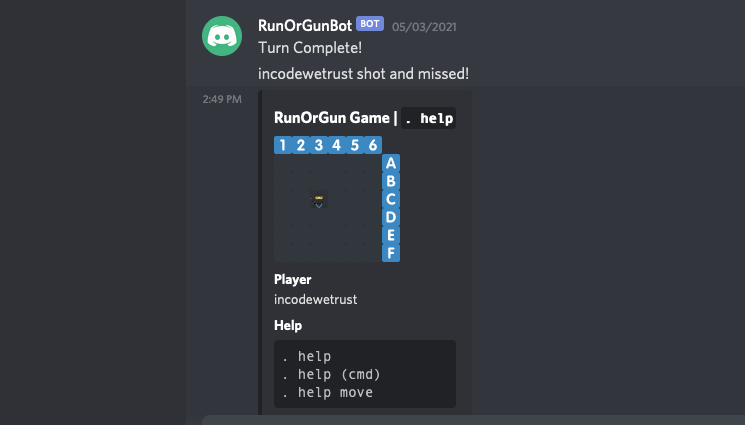 RunOrGunBot BOT 05/03/2021
Turn Complete!
incodewetrust shot and missed!
2:49 PM
RunOrGun Game | . help
1 2 3 4 5 6
A
B
C
D
E
F
Player
incodewetrust
Help
. help
. help (cmd)
. help move